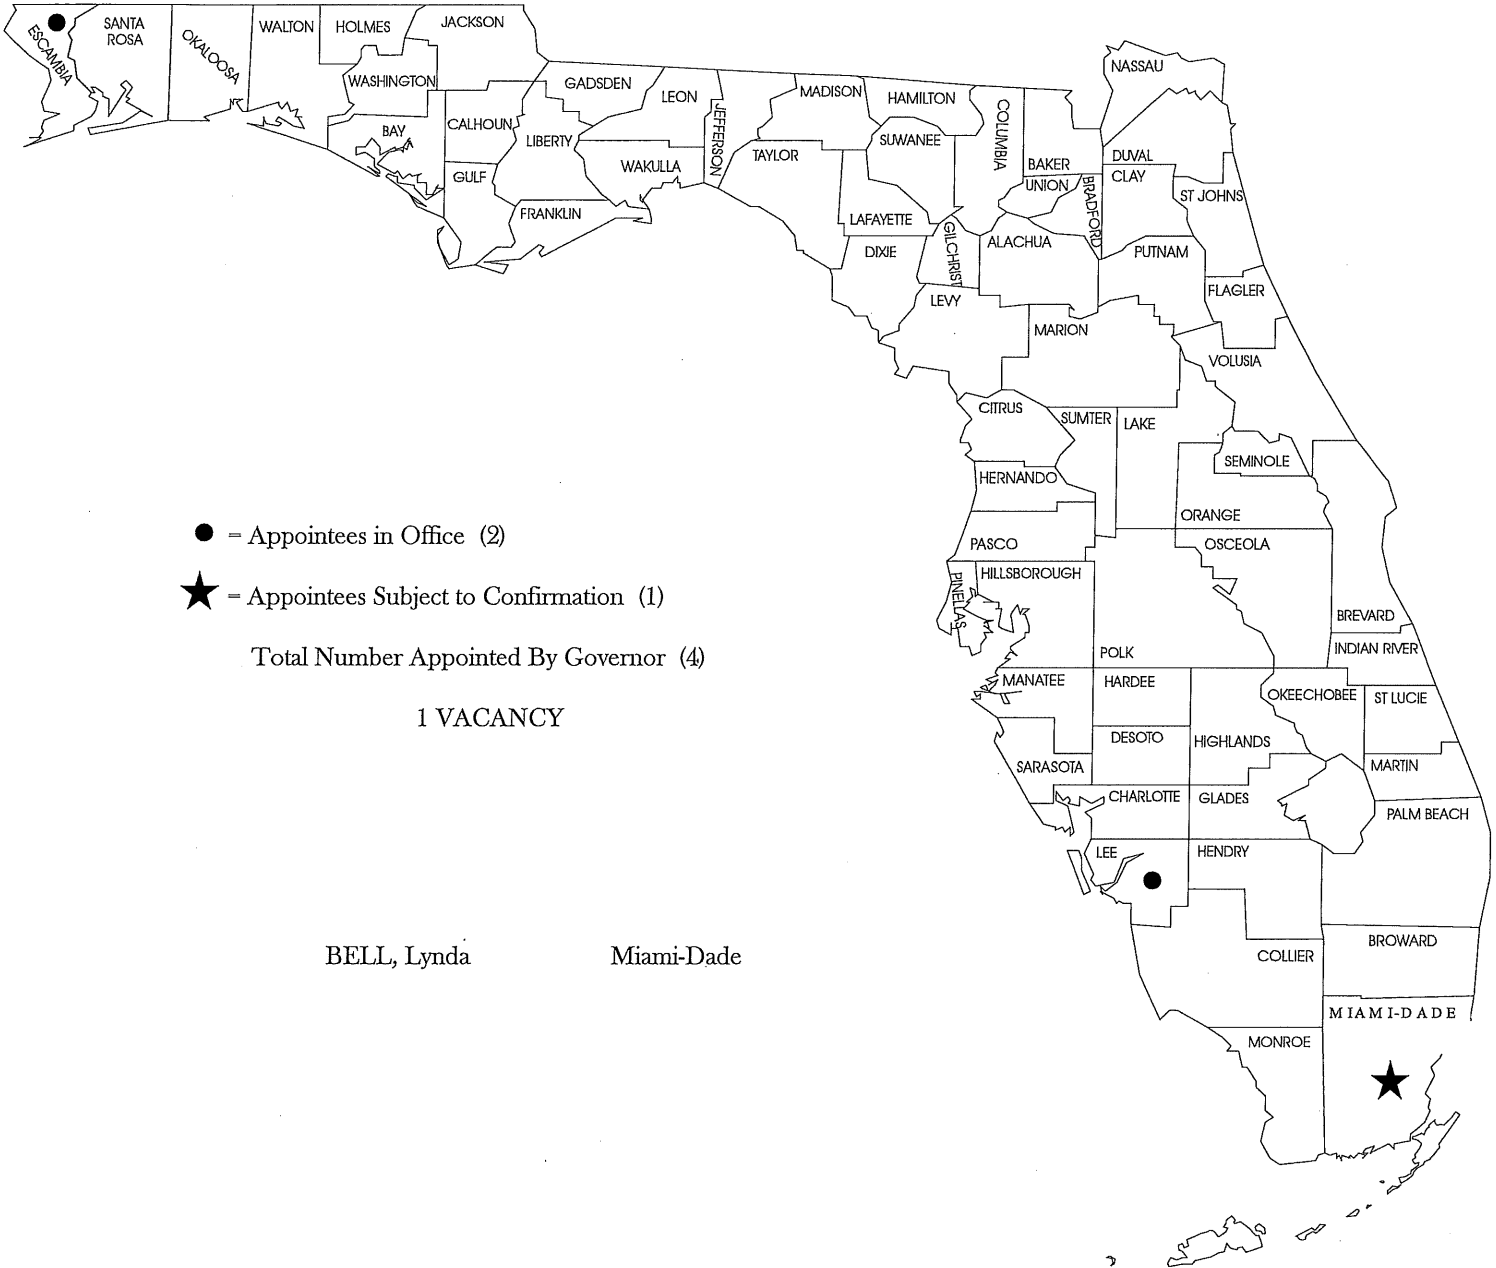 ESCAMBIA
SANTA
ROSA
OKALOOSA
WALTON
HOLMES
JACKSON
WASHINGTON
BAY
CALHOUN
GULF
GADSDEN
LIBERTY
FRANKLIN
LEON
WAKULLA
JEFFERSON
MADISON
TAYLOR
HAMILTON
SUWANEE
LAFAYETTE
DIXIE
COLUMBIA
GILCHRIST
LEVY
NASSAU
BAKER
UNION
BRADFORD
ALACHUA
DUVAL
CLAY
ST JOHNS
PUTNAM
FLAGLER
MARION
VOLUSIA
CITRUS
SUMTER
LAKE
SEMINOLE
HERNANDO
ORANGE
PASCO
OSCEOLA
PINELLAS
HILLSBOROUGH
POLK
BREVARD
INDIAN RIVER
MANATEE
HARDEE
OKEECHOBEE
ST LUCIE
DESOTO
HIGHLANDS
SARASOTA
MARTIN
CHARLOTTE
GLADES
PALM BEACH
LEE
HENDRY
COLLIER
BROWARD
MIAMI-DADE
MONROE
= Appointees in Office (2)
= Appointees Subject to Confirmation (1)
Total Number Appointed By Governor (4)
1 VACANCY
BELL, Lynda Miami-Dade